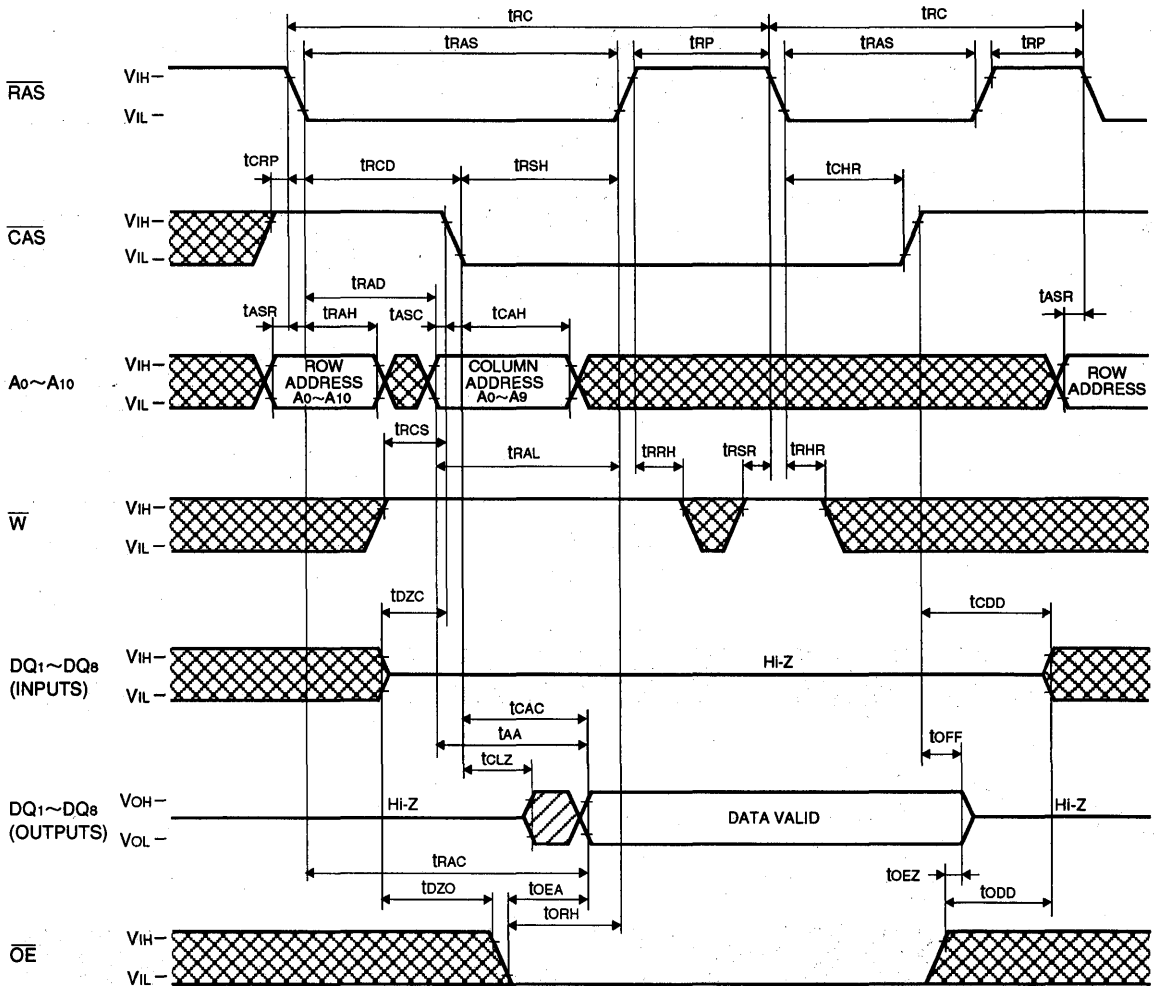 tRC tRC
tRAS tRP tRAS tRP
RAS
VIH
VIL
tCRP tRCD tRSH tCHR
CAS
VIH
VIL
tRAD
tASR tRAH tASC tCAH tASR
A0~A10
VIH
VIL
ROW ADDRESS A0~A10
COLUMN ADDRESS A0~A9
ROW ADDRESS
tRCS
tRAL tRRH tRSR tRHR
W
VIH
VIL
tDZC tCDD
DQ1~DQ8
(INPUTS)
VIH
VIL
Hi-Z
tCAC
tAA tOFF
tCLZ
DQ1~DQ8
(OUTPUTS)
VOH
VOL
Hi-Z DATA VALID Hi-Z
tRAC tOEZ
tDZO tOEA tODD
tORH
OE
VIH
VIL